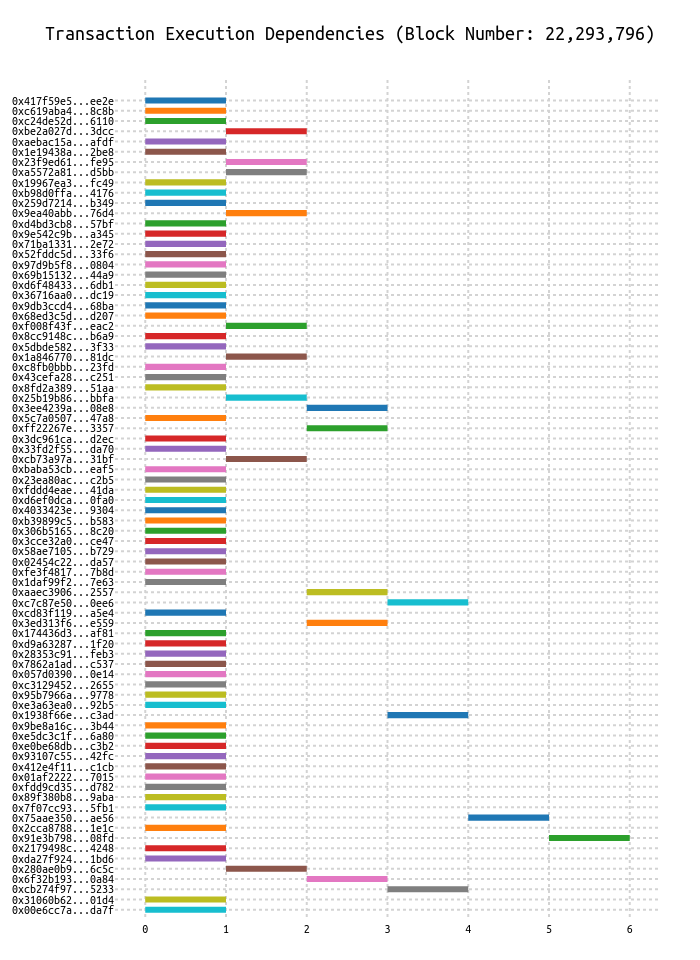 Transaction Execution Dependencies (Block Number: 22,293,796)
0x417f59e5...ee2e
0xc619aba4...8c8b
0xc24de52d...6110
0xbe2a027d...3dcc
0xaebac15a...afdf
0x1e19438a...2be8
0x23f9ed61...fe95
0xa5572a81...d5bb
0x19967ea3...fc49
0xb98d0ffa...4176
0x259d7214...b349
0x9ea40abb...76d4
0xd4bd3cb8...57bf
0x9e542c9b...a345
0x71ba1331...2e72
0x52fddc5d...33f6
0x97d9b5f8...0804
0x69b15132...44a9
0xd6f48433...6db1
0x36716aa0...dc19
0x9db3ccd4...68ba
0x68ed3c5d...d207
0xf008f43f...eac2
0x8cc9148c...b6a9
0x5dbde582...3f33
0x1a846770...81dc
0xc8fb0bbb...23fd
0x43cefa28...c251
0x8fd2a389...51aa
0x25b19b86...bbfa
0x3ee4239a...08e8
0x5c7a0507...47a8
0xff22267e...3357
0x3dc961ca...d2ec
0x33fd2f55...da70
0xcb73a97a...31bf
0xbaba53cb...eaf5
0x23ea80ac...c2b5
0xfddd4eae...41da
0xd6ef0dca...0fa0
0x4033423e...9304
0xb39899c5...b583
0x306b5165...8c20
0x3cce32a0...ce47
0x58ae7105...b729
0x02454c22...da57
0xfe3f4817...7b8d
0x1daf99f2...7e63
0xaaec3906...2557
0xc7c87e50...0ee6
0xcd83f119...a5e4
0x3ed313f6...e559
0x174436d3...af81
0xd9a63287...1f20
0x28353c91...feb3
0x7862a1ad...c537
0x057d0390...0e14
0xc3129452...2655
0x95b7966a...9778
0xe3a63ea0...92b5
0x1938f66e...c3ad
0x9be8a16c...3b44
0xe5dc3c1f...6a80
0xe0be68db...c3b2
0x93107c55...42fc
0x412e4f11...c1cb
0x01af2222...7015
0xfdd9cd35...d782
0x89f380b8...9aba
0x7f07cc93...5fb1
0x75aae350...ae56
0x2cca8788...1e1c
0x91e3b798...08fd
0x2179498c...4248
0xda27f924...1bd6
0x280ae0b9...6c5c
0x6f32b193...0a84
0xcb274f97...5233
0x31060b62...01d4
0x00e6cc7a...da7f
0 1 2 3 4 5 6